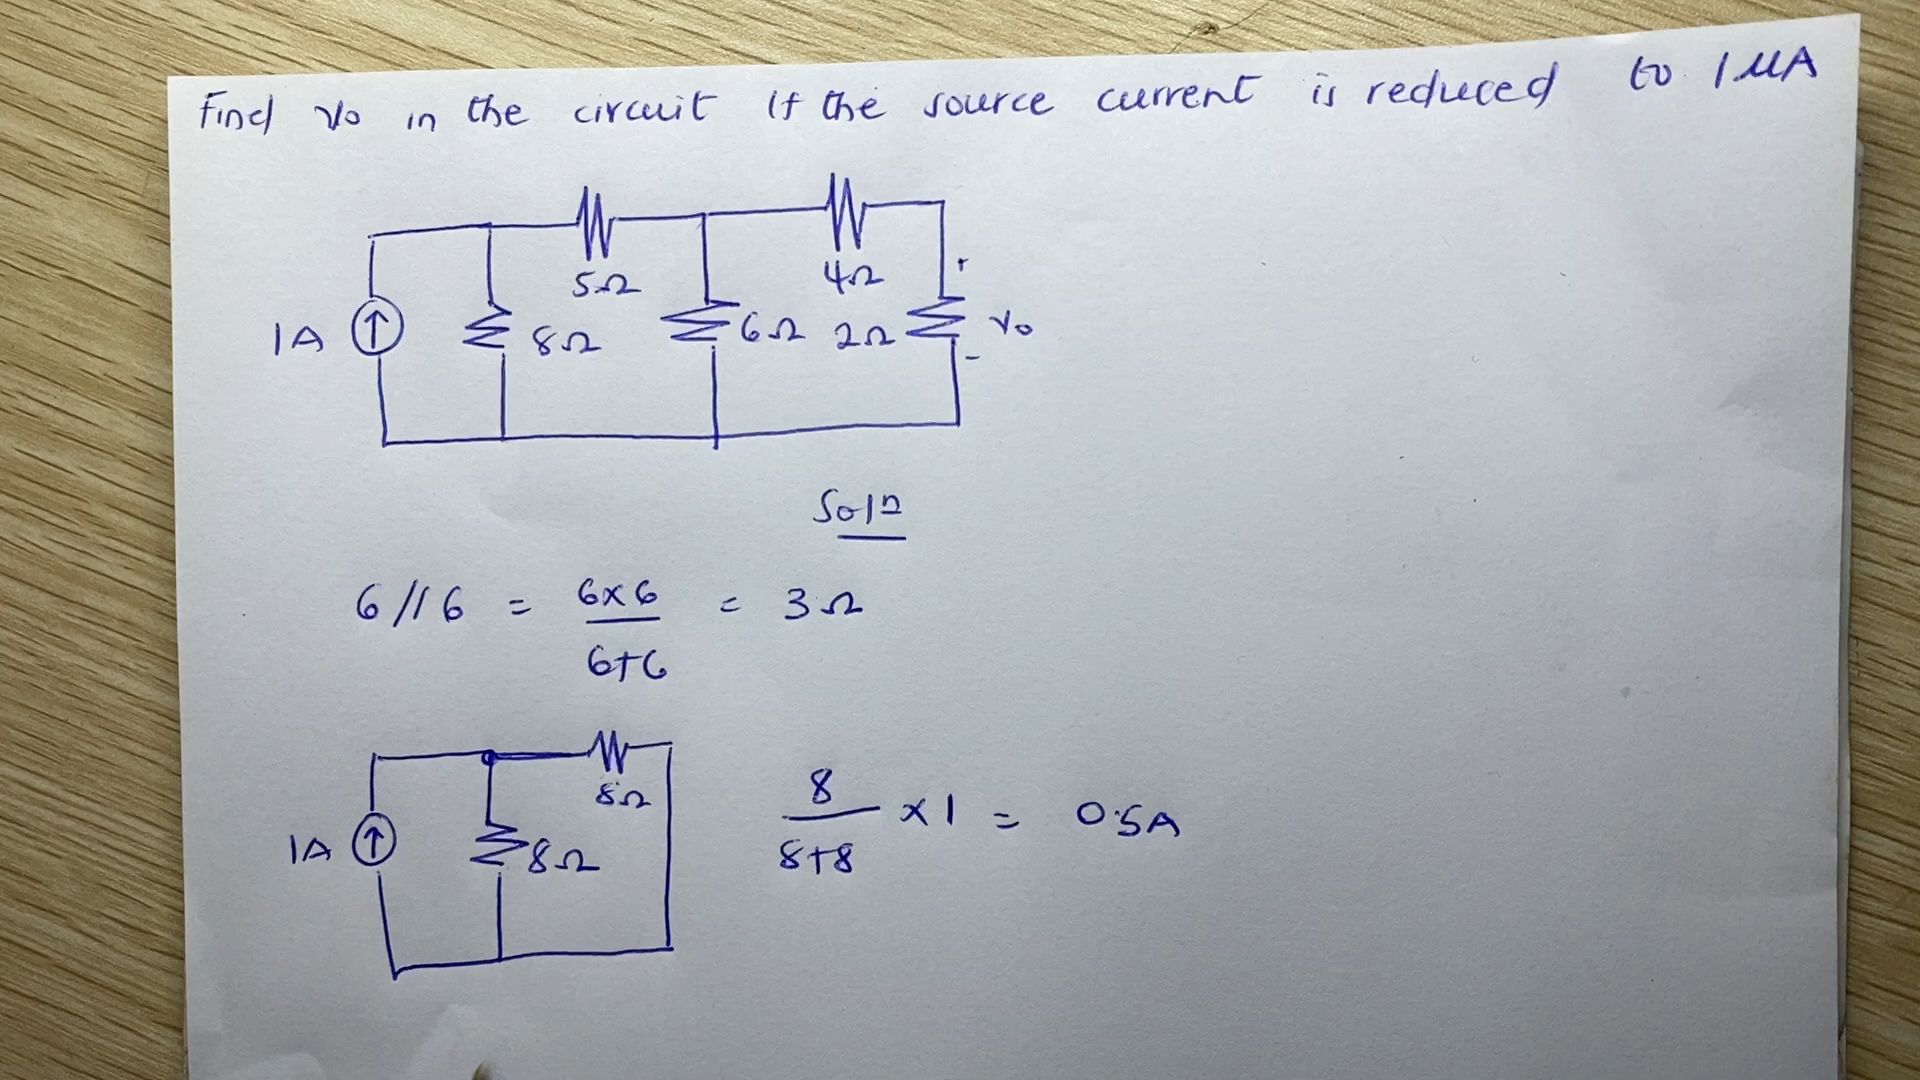 Find vo in the circuit if the source current is reduced to 1μA
5Ω
4Ω
+
1A
8Ω
6Ω
2Ω
vo
-
Soln
6//6 = 6x6 / 6+6 = 3Ω
8Ω
1A
8Ω
8 / 8+8 x 1 = 0.5A